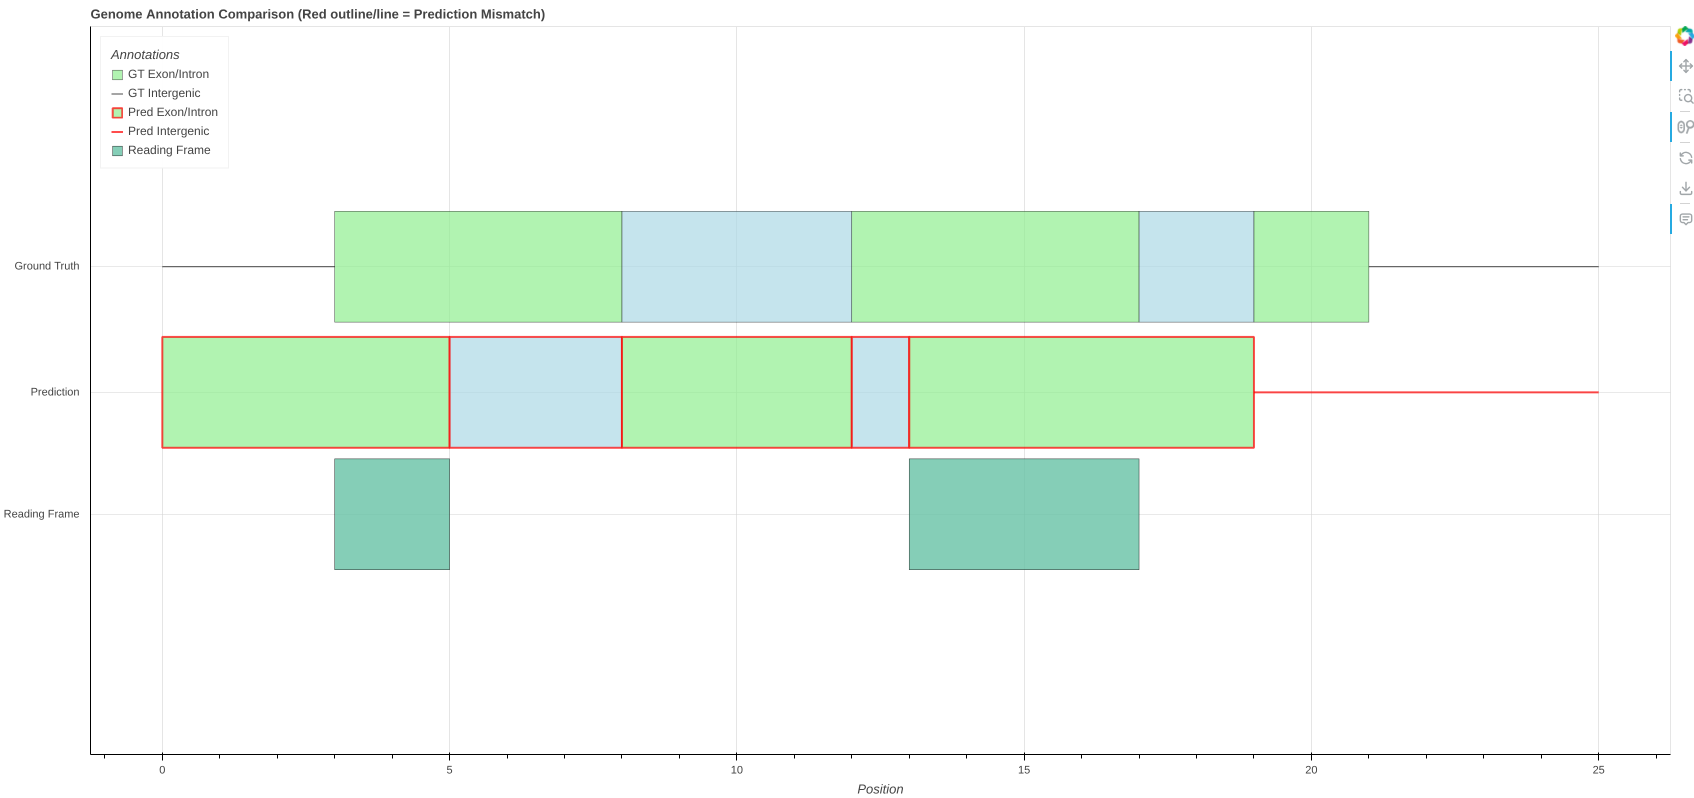 Genome Annotation Comparison (Red outline/line = Prediction Mismatch)
Annotations
GT Exon/Intron
GT Intergenic
Pred Exon/Intron
Pred Intergenic
Reading Frame
Ground Truth
Prediction
Reading Frame
0 5 10 15 20 25
Position